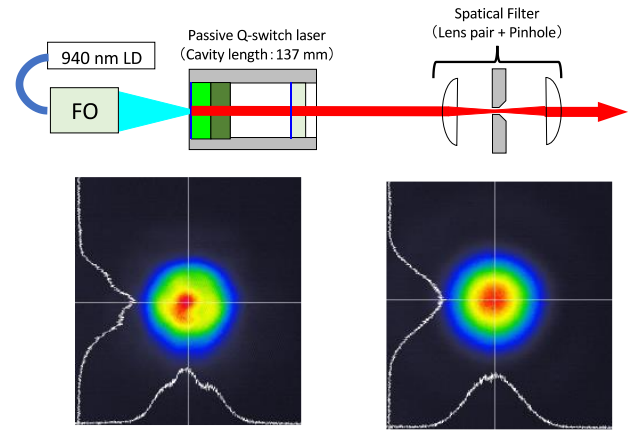 Spatical Filter
(Lens pair + Pinhole)
Passive Q-switch laser
(Cavity length：137 mm)
940 nm LD
FO